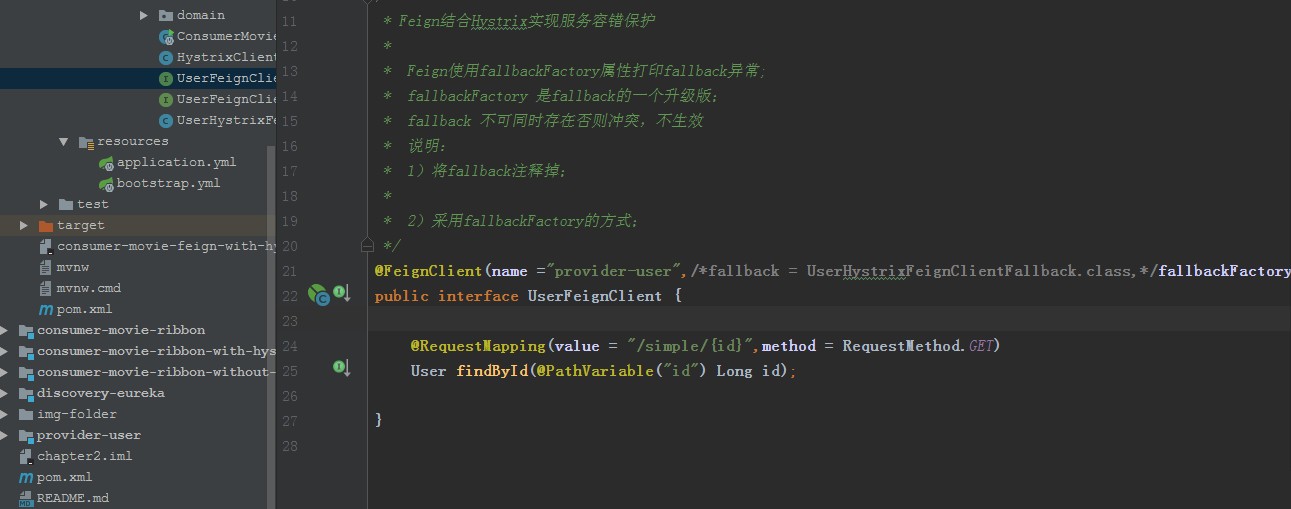 domain
ConsumerMovie
HystrixClient
UserFeignClie
UserFeignClie
UserHystrixFe
resources
application.yml
bootstrap.yml
test
target
consumer-movie-feign-with-hy
mvnw
mvnw.cmd
pom.xml
consumer-movie-ribbon
consumer-movie-ribbon-with-hys
consumer-movie-ribbon-without-
discovery-eureka
img-folder
provider-user
chapter2.iml
pom.xml
README.md
11 * Feign结合Hystrix实现服务容错保护
12 *
13 * Feign使用fallbackFactory属性打印fallback异常;
14 * fallbackFactory 是fallback的一个升级版;
15 * fallback 不可同时存在否则冲突，不生效
16 * 说明:
17 * 1）将fallback注释掉;
18 *
19 * 2）采用fallbackFactory的方式;
20 */
21 @FeignClient(name ="provider-user",/*fallback = UserHystrixFeignClientFallback.class,*/fallbackFactory
22 public interface UserFeignClient {
23
24 @RequestMapping(value = "/simple/{id}",method = RequestMethod.GET)
25 User findById(@PathVariable("id") Long id);
26
27 }
28